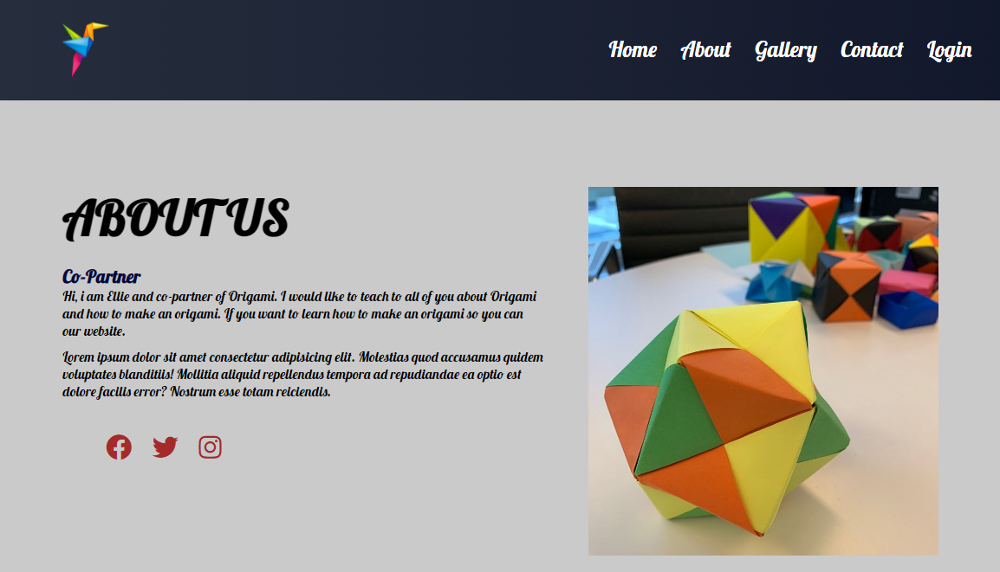 Home About Gallery Contact Login
ABOUT US
Co-Partner
Hi, i am Ellie and co-partner of Origami. I would like to teach to all of you about Origami
and how to make an origami. If you want to learn how to make an origami so you can
our website.
Lorem ipsum dolor sit amet consectetur adipisicing elit. Molestias quod accusamus quidem
voluptates blanditiis! Mollitia aliquid repellendus tempora ad repudiandae ea optio est
dolore facilis error? Nostrum esse totam reiciendis.